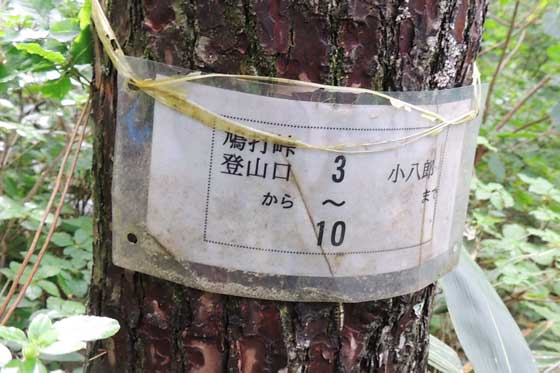 鳩打峠
登山口 3 小八郎
から ～ まで
10